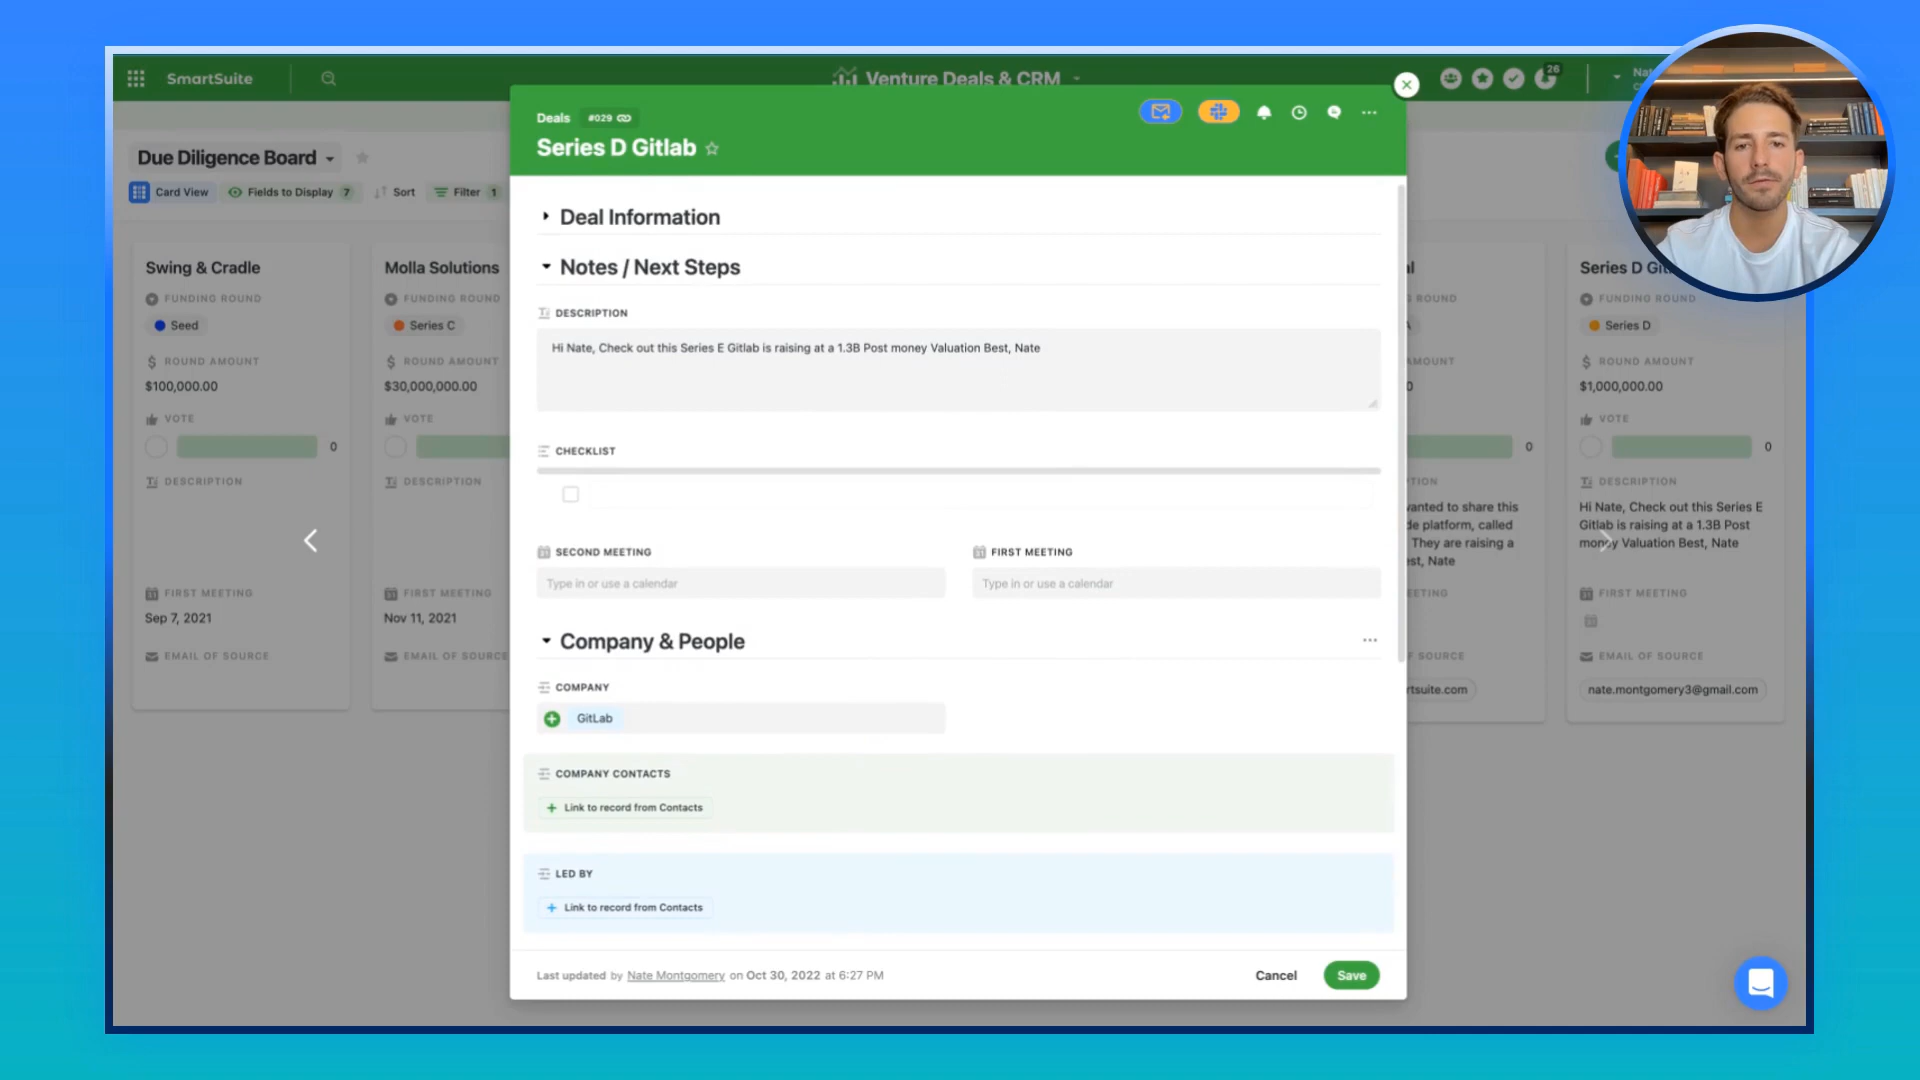 SmartSuite
Venture Deals & CRM
26
Due Diligence Board
Card View
Fields to Display 7
Sort
Filter 1
Deals
#029
Series D Gitlab
Deal Information
Notes / Next Steps
DESCRIPTION
Hi Nate, Check out this Series E Gitlab is raising at a 1.3B Post money Valuation Best, Nate
CHECKLIST
SECOND MEETING
Type in or use a calendar
FIRST MEETING
Type in or use a calendar
Company & People
COMPANY
GitLab
COMPANY CONTACTS
+ Link to record from Contacts
LED BY
+ Link to record from Contacts
Last updated by Nate Montgomery on Oct 30, 2022 at 6:27 PM
Cancel
Save
Swing & Cradle
FUNDING ROUND
Seed
ROUND AMOUNT
$100,000.00
VOTE
0
DESCRIPTION
FIRST MEETING
Sep 7, 2021
EMAIL OF SOURCE
Molla Solutions
FUNDING ROUND
Series C
ROUND AMOUNT
$30,000,000.00
VOTE
DESCRIPTION
FIRST MEETING
Nov 11, 2021
EMAIL OF SOURCE
ROUND
AMOUNT
0
wanted to share this
platform, called
They are raising a
SOURCE
Series D
FUNDING ROUND
Series D
ROUND AMOUNT
$1,000,000.00
VOTE
0
DESCRIPTION
Hi Nate, Check out this Series E
Gitlab is raising at a 1.3B Post
money Valuation Best, Nate
FIRST MEETING
EMAIL OF SOURCE
nate.montgomery3@gmail.com